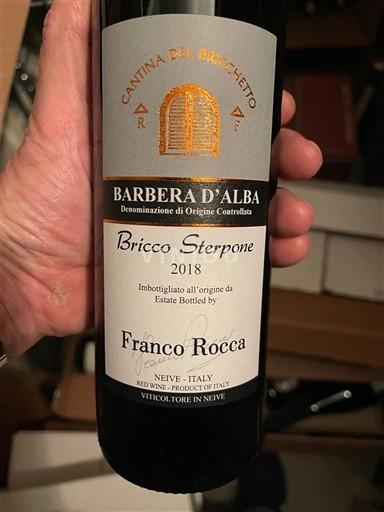 CANTINA DEL BRICCHETTO
R F
BARBERA D'ALBA
Denominazione di Origine Controllata
Bricco Sterpone
2018
Imbottigliato all'origine da
Estate Bottled by
Franco Rocca
NEIVE - ITALY
RED WINE - PRODUCT OF ITALY
VITICOLTORE IN NEIVE